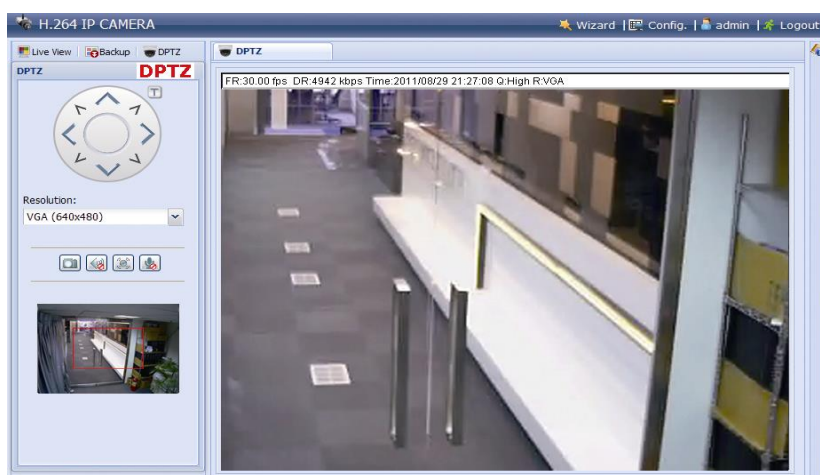 H.264 IP CAMERA
Wizard | Config. | admin | Logout
Live View Backup DPTZ
DPTZ
DPTZ DPTZ
T
FR:30.00 fps DR:4942 kbps Time:2011/08/29 21:27:08 Q:High R:VGA
Resolution:
VGA (640x480)